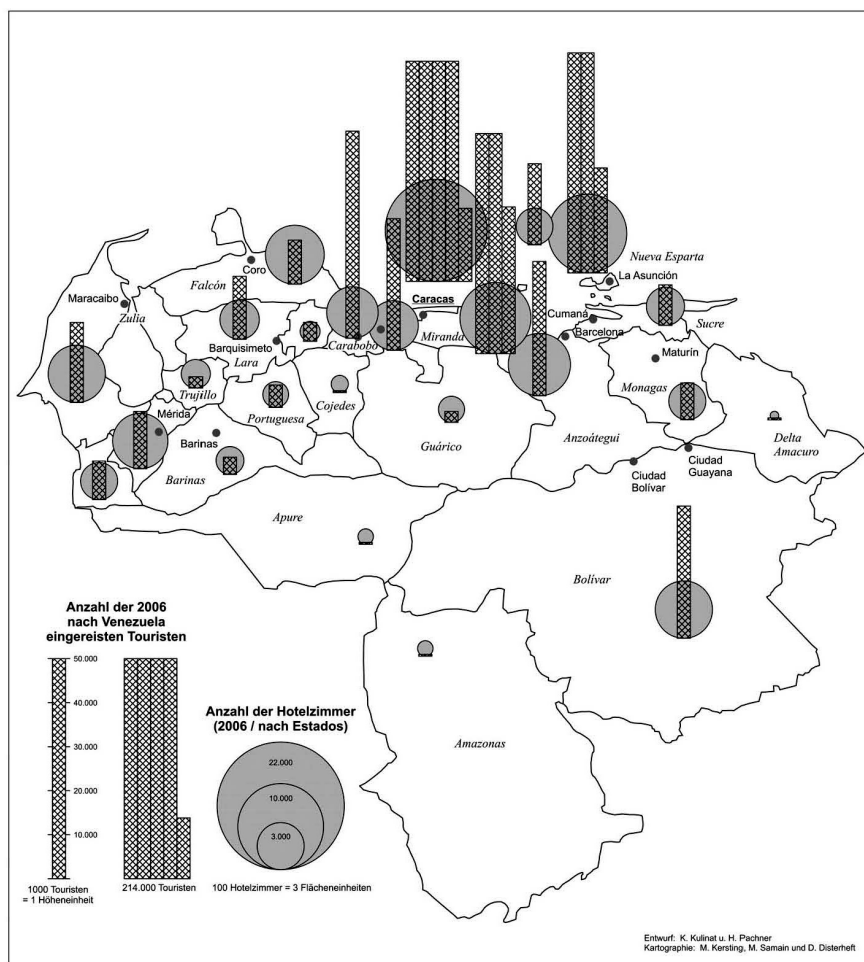 Nueva Esparta
La Asunción
Coro
Falcón
Maracaibo
Zulia
Caracas
Cumaná
Barcelona
Sucre
Carabobo
Miranda
Barquisimeto
Lara
Maturín
Trujillo
Monagas
Portuguesa
Cojedes
Mérida
Barinas
Guárico
Anzoátegui
Delta
Amacuro
Barinas
Ciudad
Guayana
Ciudad
Bolívar
Apure
Bolívar
Amazonas
Anzahl der 2006
nach Venezuela
eingereisten Touristen
50.000
40.000
30.000
20.000
10.000
1000 Touristen
= 1 Höheneinheit
214.000 Touristen
Anzahl der Hotelzimmer
(2006 / nach Estados)
22.000
10.000
3.000
100 Hotelzimmer = 3 Flächeneinheiten
Entwurf: K. Kulinat u. H. Pachner
Kartographie: M. Kersting, M. Samain und D. Disterheft